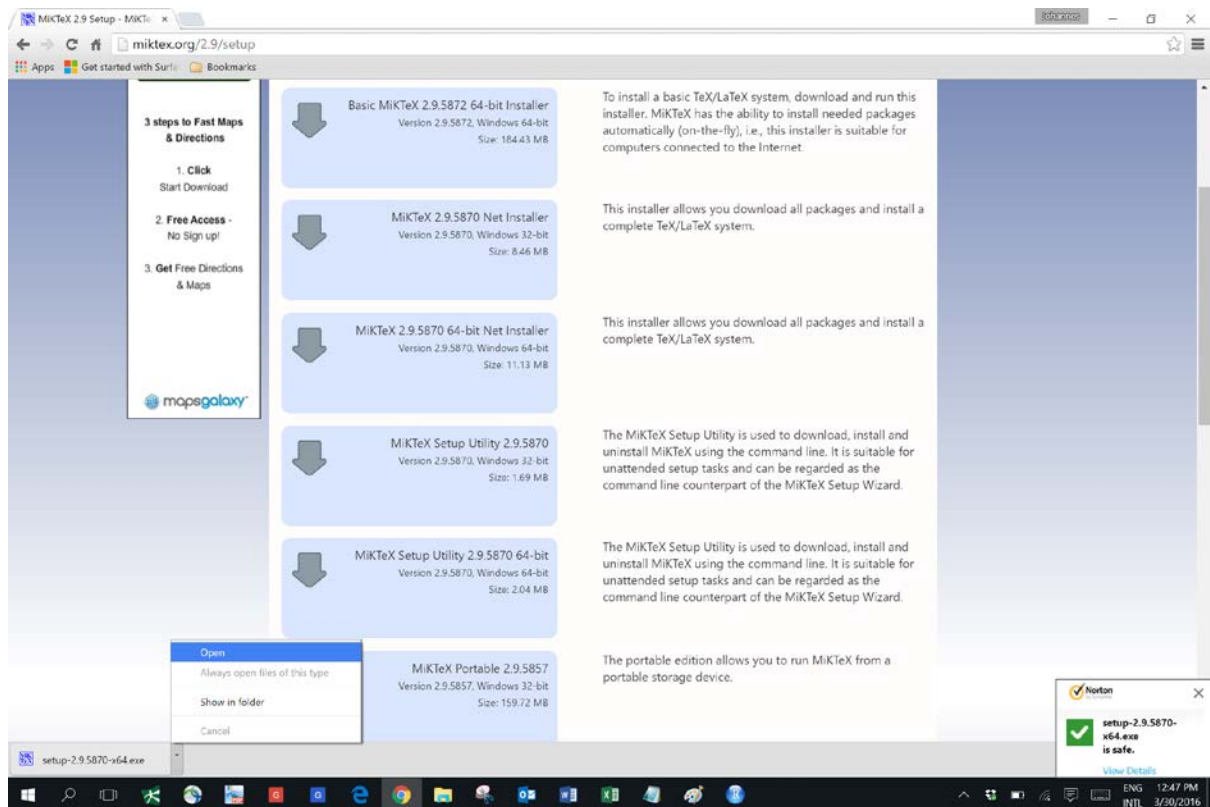 MiKTeX 2.9 Setup - MiKTe
Johannes
miktex.org/2.9/setup
Apps
Get started with Surf
Bookmarks
3 steps to Fast Maps
& Directions
1. Click
Start Download
2. Free Access -
No Sign up!
3. Get Free Directions
& Maps
mapsgalaxy
Basic MiKTeX 2.9.5872 64-bit Installer
Version 2.9.5872, Windows 64-bit
Size: 184.43 MB
To install a basic TeX/LaTeX system, download and run this
installer. MiKTeX has the ability to install needed packages
automatically (on-the-fly), i.e., this installer is suitable for
computers connected to the Internet.
MiKTeX 2.9.5870 Net Installer
Version 2.9.5870, Windows 32-bit
Size: 8.46 MB
This installer allows you download all packages and install a
complete TeX/LaTeX system.
MiKTeX 2.9.5870 64-bit Net Installer
Version 2.9.5870, Windows 64-bit
Size: 11.13 MB
This installer allows you download all packages and install a
complete TeX/LaTeX system.
MiKTeX Setup Utility 2.9.5870
Version 2.9.5870, Windows 32-bit
Size: 1.69 MB
The MiKTeX Setup Utility is used to download, install and
uninstall MiKTeX using the command line. It is suitable for
unattended setup tasks and can be regarded as the
command line counterpart of the MiKTeX Setup Wizard.
MiKTeX Setup Utility 2.9.5870 64-bit
Version 2.9.5870, Windows 64-bit
Size: 2.04 MB
The MiKTeX Setup Utility is used to download, install and
uninstall MiKTeX using the command line. It is suitable for
unattended setup tasks and can be regarded as the
command line counterpart of the MiKTeX Setup Wizard.
MiKTeX Portable 2.9.5857
Version 2.9.5857, Windows 32-bit
Size: 159.72 MB
The portable edition allows you to run MiKTeX from a
portable storage device.
Open
Always open files of this type
Show in folder
Cancel
setup-2.9.5870-x64.exe
Norton
setup-2.9.5870-
x64.exe
is safe.
View Details
ENG
INTL
12:47 PM
3/30/2016